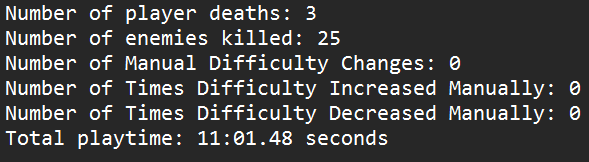 Number of player deaths: 3
Number of enemies killed: 25
Number of Manual Difficulty Changes: 0
Number of Times Difficulty Increased Manually: 0
Number of Times Difficulty Decreased Manually: 0
Total playtime: 11:01.48 seconds